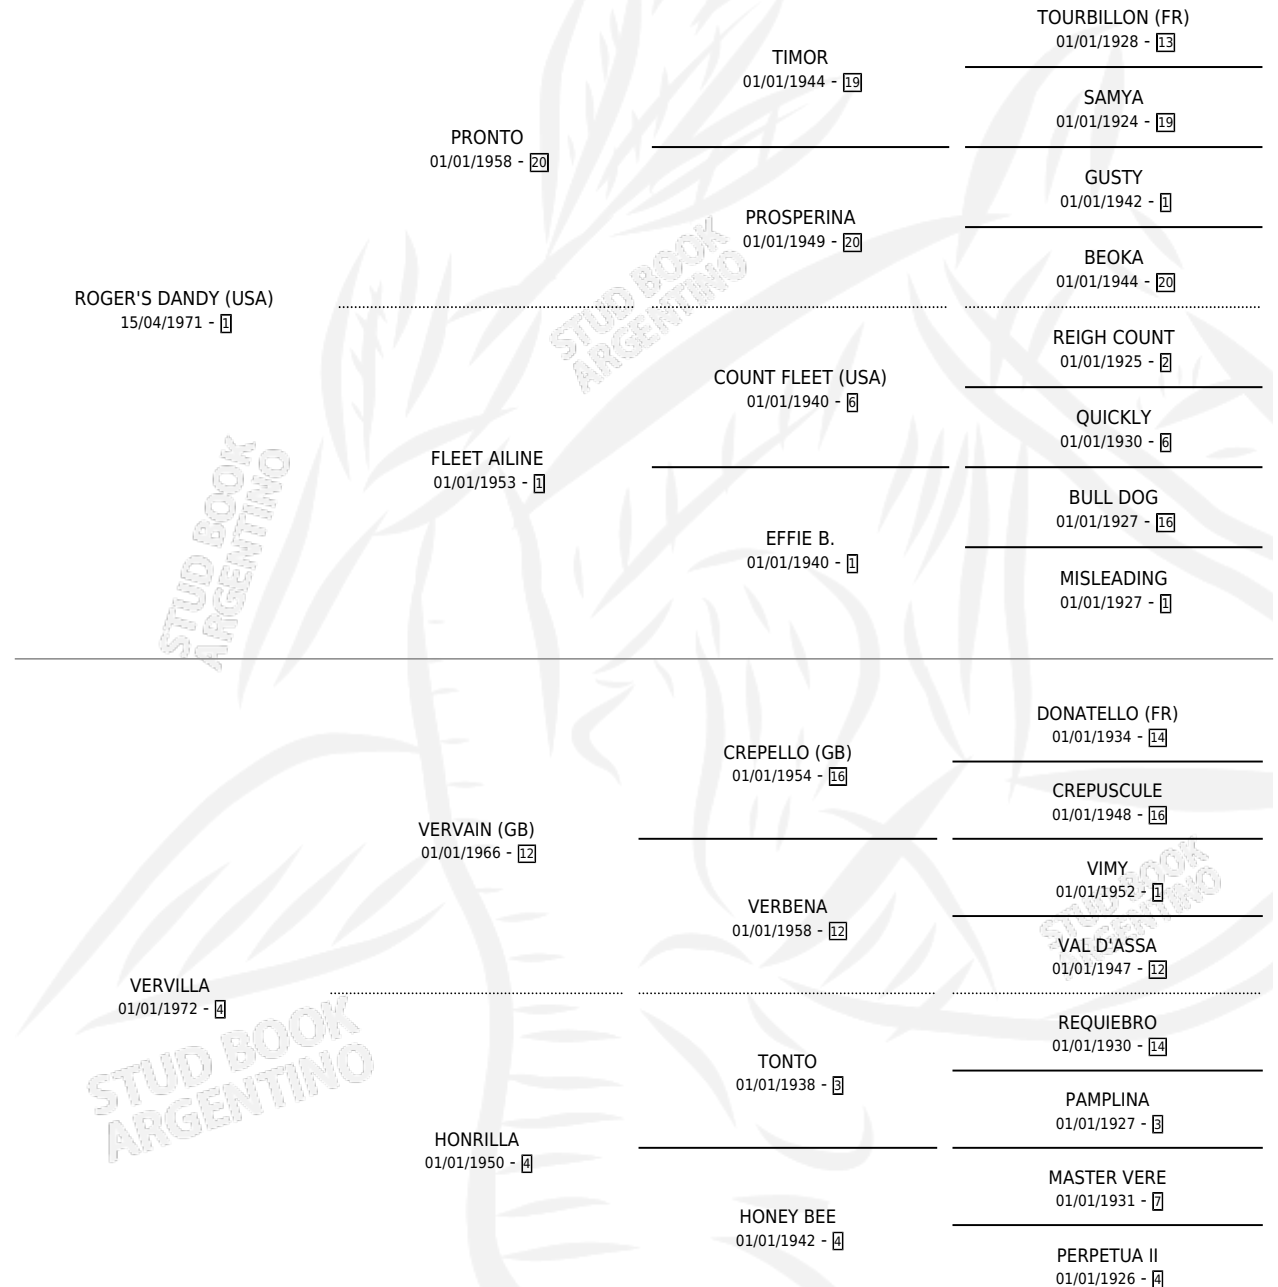 TOURBILLON (FR)
01/01/1928 - 13
TIMOR
01/01/1944 - 19
SAMYA
01/01/1924 - 19
PRONTO
01/01/1958 - 20
GUSTY
01/01/1942 - 1
PROSPERINA
01/01/1949 - 20
BEOKA
01/01/1944 - 20
ROGER'S DANDY (USA)
15/04/1971 - 1
REIGH COUNT
01/01/1925 - 2
COUNT FLEET (USA)
01/01/1940 - 6
QUICKLY
01/01/1930 - 6
FLEET AILINE
01/01/1953 - 1
BULL DOG
01/01/1927 - 16
EFFIE B.
01/01/1940 - 1
MISLEADING
01/01/1927 - 1
STUD BOOK
ARGENTINO
STUD BOOK
ARGENTINO
DONATELLO (FR)
01/01/1934 - 14
CREPELLO (GB)
01/01/1954 - 16
CREPUSCULE
01/01/1948 - 16
VERVAIN (GB)
01/01/1966 - 12
VIMY
01/01/1952 - 1
VERBENA
01/01/1958 - 12
VAL D'ASSA
01/01/1947 - 12
STUD BOOK
ARGENTINO
VERVILLA
01/01/1972 - 4
REQUIEBRO
01/01/1930 - 14
TONTO
01/01/1938 - 3
PAMPLINA
01/01/1927 - 3
HONRILLA
01/01/1950 - 4
MASTER VERE
01/01/1931 - 7
HONEY BEE
01/01/1942 - 4
PERPETUA II
01/01/1926 - 4
STUD BOOK
ARGENTINO